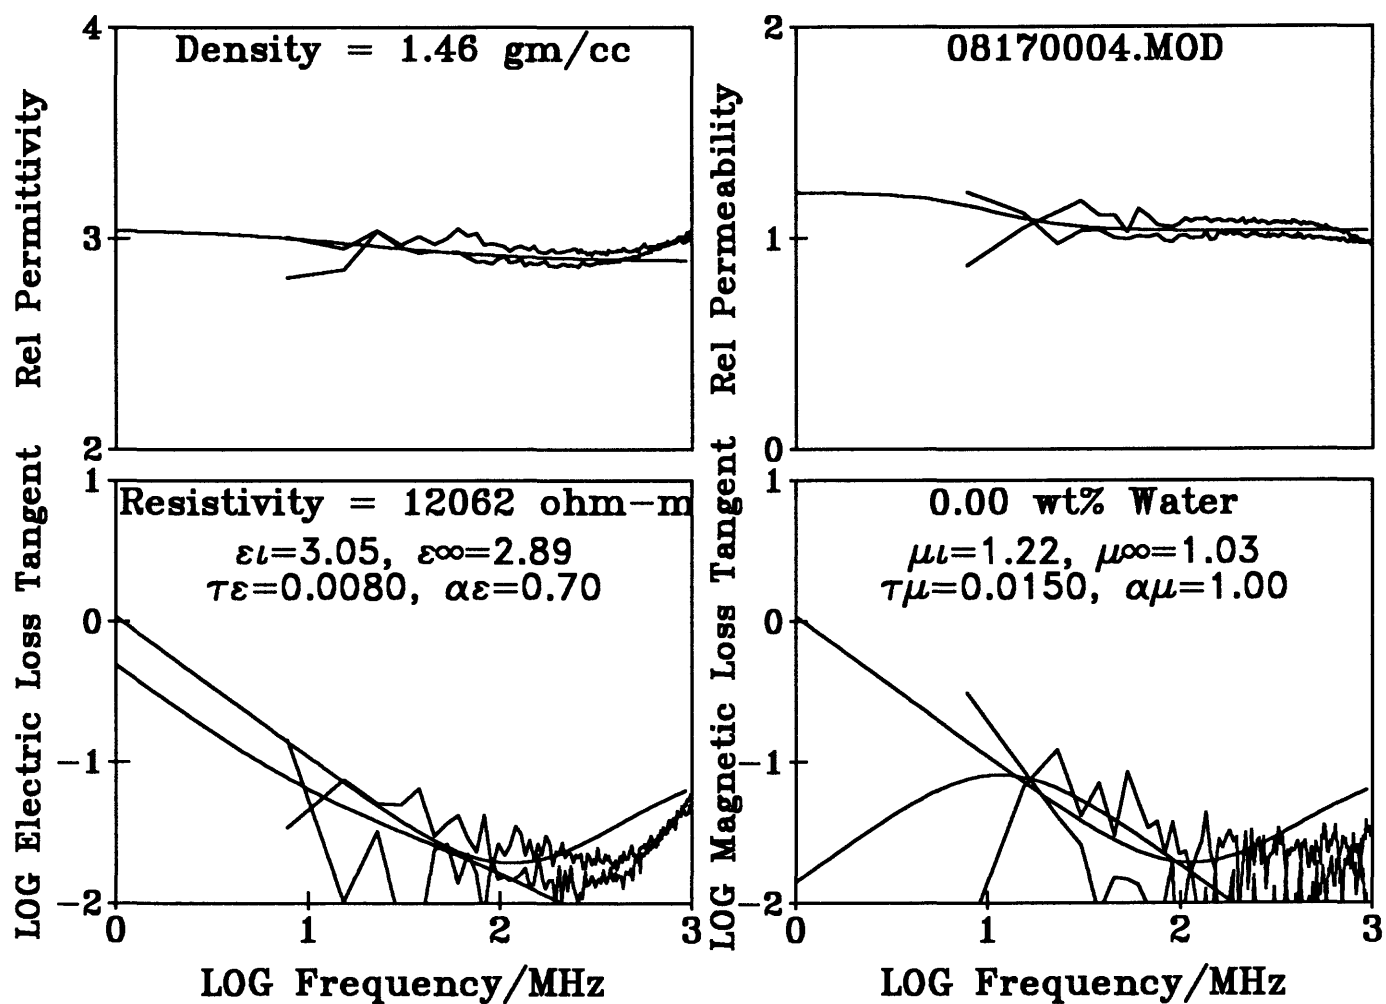 4
3
2
Rel Permittivity
Density = 1.46 gm/cc
2
1
0
Rel Permeability
08170004.MOD
1
0
−1
−2
LOG Electric Loss Tangent
Resistivity = 12062 ohm−m
ει=3.05, ε∞=2.89
τε=0.0080, αε=0.70
0
1
2
3
LOG Frequency/MHz
1
0
−1
−2
LOG Magnetic Loss Tangent
0.00 wt% Water
μι=1.22, μ∞=1.03
τμ=0.0150, αμ=1.00
0
1
2
3
LOG Frequency/MHz